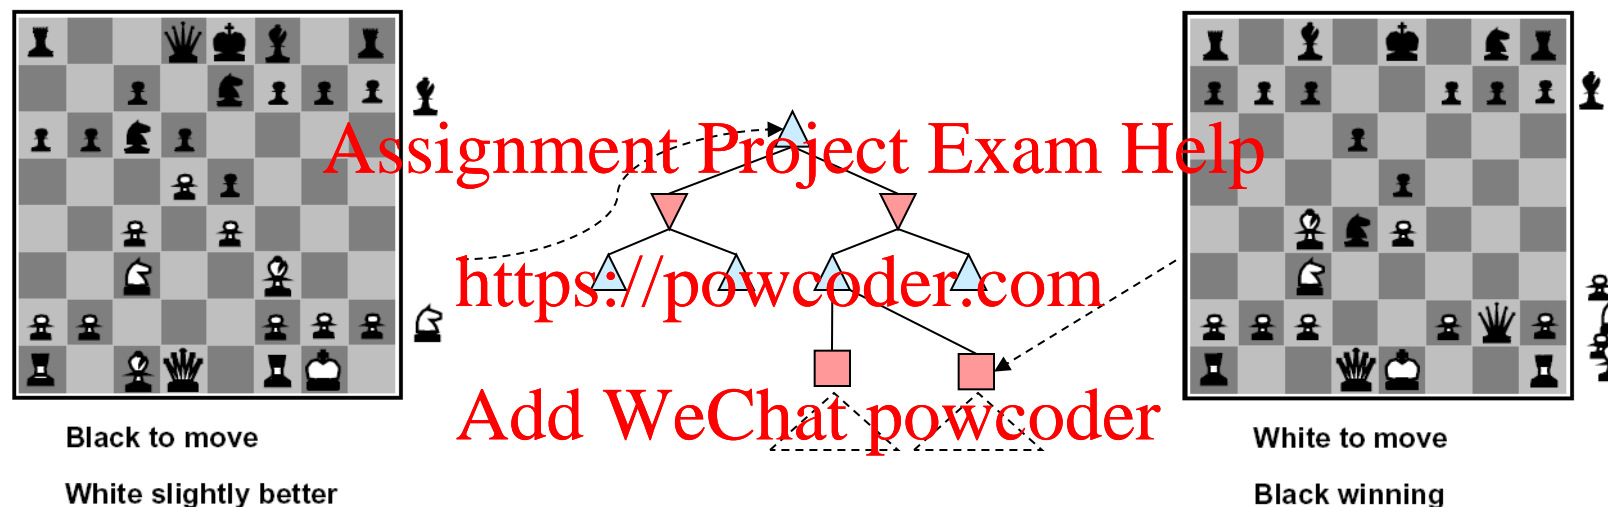 Assignment Project Exam Help
https://powcoder.com
Add WeChat powcoder
Black to move
White slightly better
White to move
Black winning